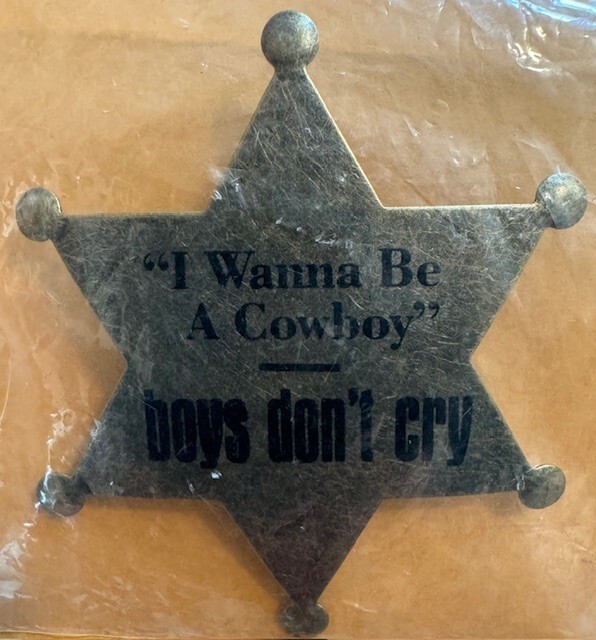 “I Wanna Be
A Cowboy”
boys don't cry